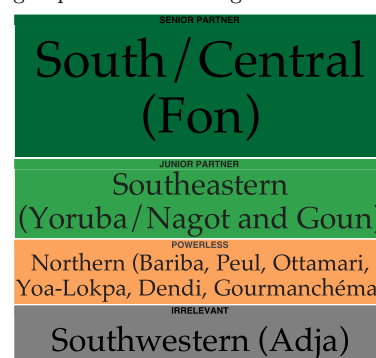 SENIOR PARTNER
South/Central
(Fon)
JUNIOR PARTNER
Southeastern
(Yoruba/Nagot and Goun)
POWERLESS
Northern (Bariba, Peul, Ottamari,
Yoa-Lokpa, Dendi, Gourmanchéma
IRRELEVANT
Southwestern (Adja)